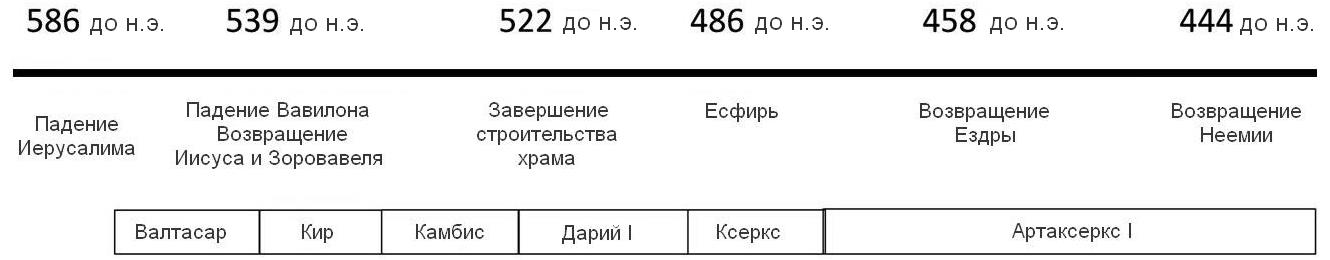 586 до н.э. 539 до н.э. 522 до н.э. 486 до н.э. 458 до н.э. 444 до н.э.
Падение
Иерусалима
Падение Вавилона
Возвращение
Иисуса и Зоровавеля
Завершение
строительства
храма
Есфирь
Возвращение
Ездры
Возвращение
Неемии
Валтасар Кир Камбис Дарий I Ксеркс Артаксеркс I